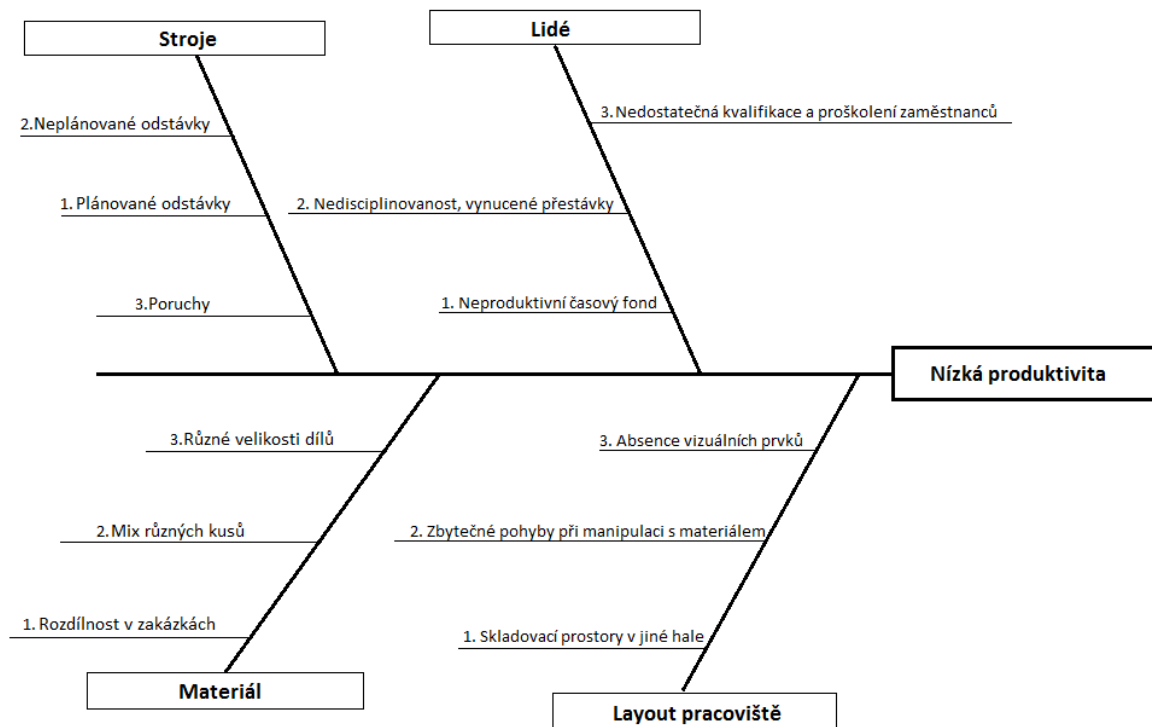 Stroje
Lidé
2.Neplánované odstávky
3.Nedostatečná kvalifikace a proškolení zaměstnanců
1. Plánované odstávky
2. Nedisciplinovanost, vynucené přestávky
3.Poruchy
1. Neproduktivní časový fond
Nízká produktivita
3.Různé velikosti dílů
3. Absence vizuálních prvků
2.Mix různých kusů
2. Zbytečné pohyby při manipulaci s materiálem
1. Rozdílnost v zakázkách
1. Skladovací prostory v jiné hale
Materiál
Layout pracoviště